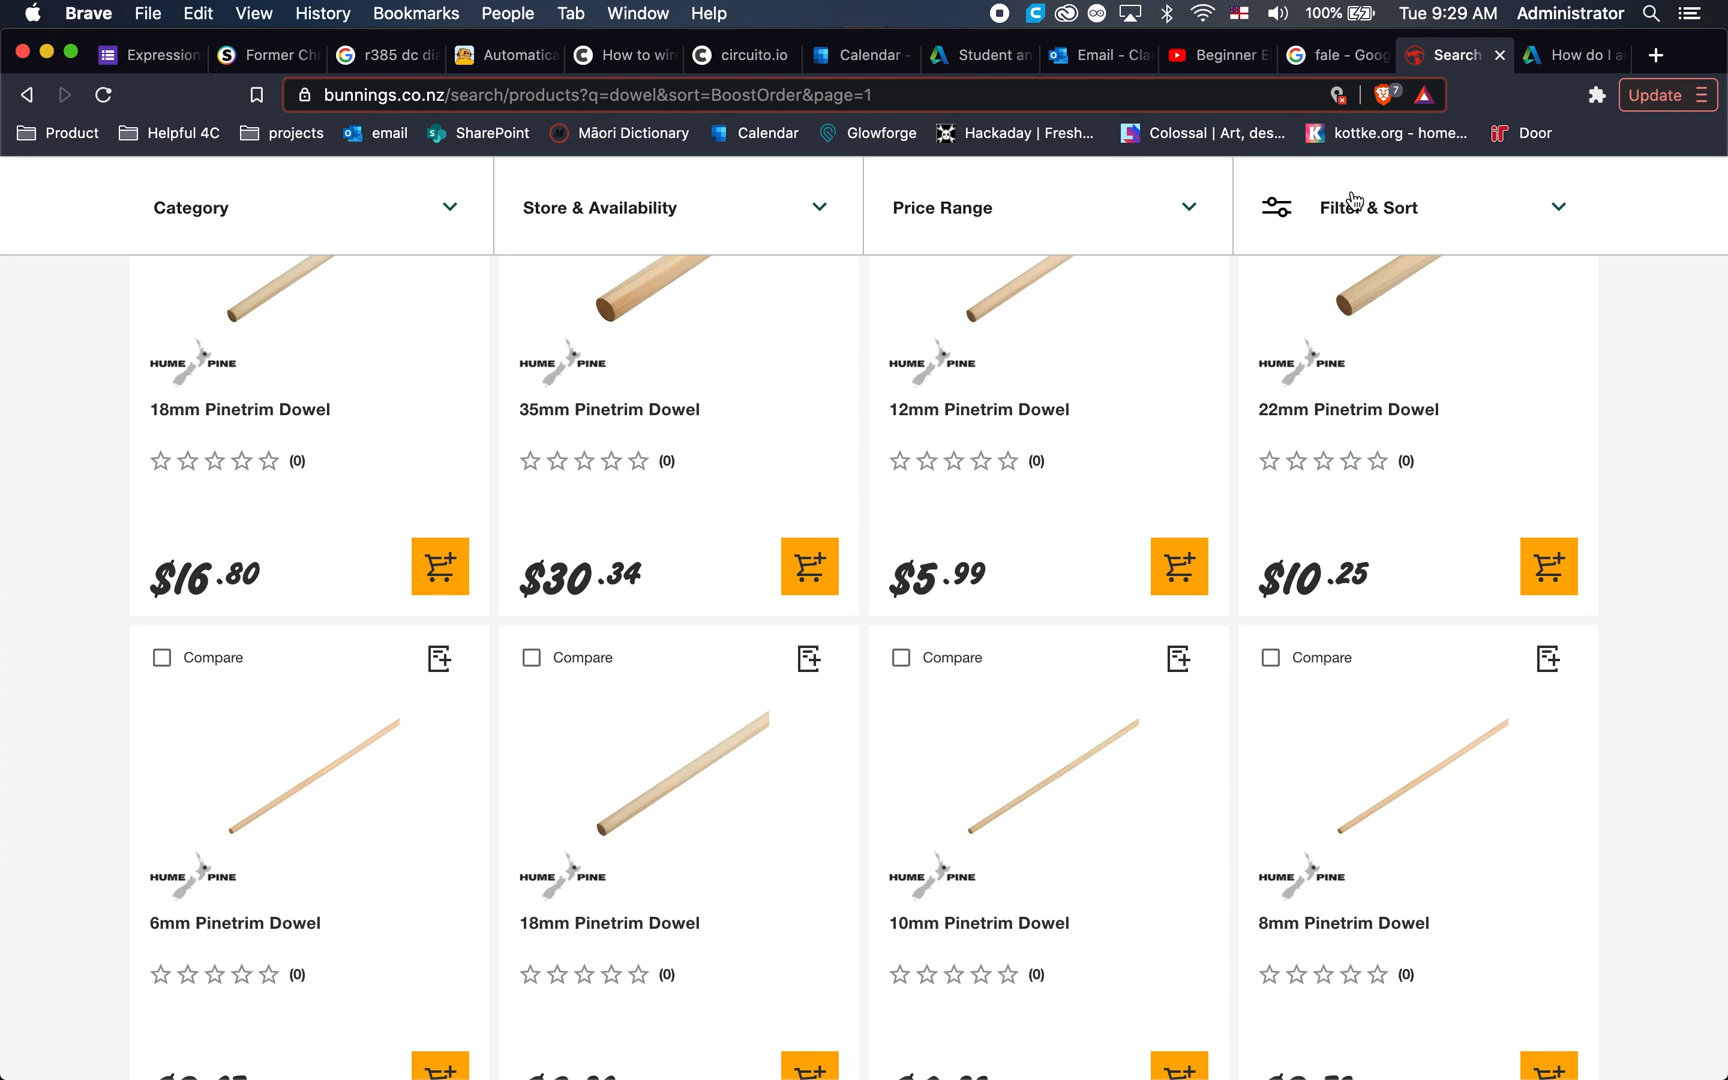 Brave File Edit View History Bookmarks People Tab Window Help 100% Tue 9:29 AM Administrator
Expression Former Ch r385 dc di Automatica How to wir circuito.io Calendar - Student an Email - Cla Beginner E fale - Goog Search How do I a
bunnings.co.nz/search/products?q=dowel&sort=BoostOrder&page=1 7 Update
Product Helpful 4C projects email SharePoint Māori Dictionary Calendar Glowforge Hackaday | Fresh... Colossal | Art, des... kottke.org - home... Door
Category Store & Availability Price Range Filter & Sort
HUME PINE HUME PINE HUME PINE HUME PINE
18mm Pinetrim Dowel 35mm Pinetrim Dowel 12mm Pinetrim Dowel 22mm Pinetrim Dowel
(0) (0) (0) (0)
$16.80 $30.34 $5.99 $10.25
Compare Compare Compare Compare
HUME PINE HUME PINE HUME PINE HUME PINE
6mm Pinetrim Dowel 18mm Pinetrim Dowel 10mm Pinetrim Dowel 8mm Pinetrim Dowel
(0) (0) (0) (0)